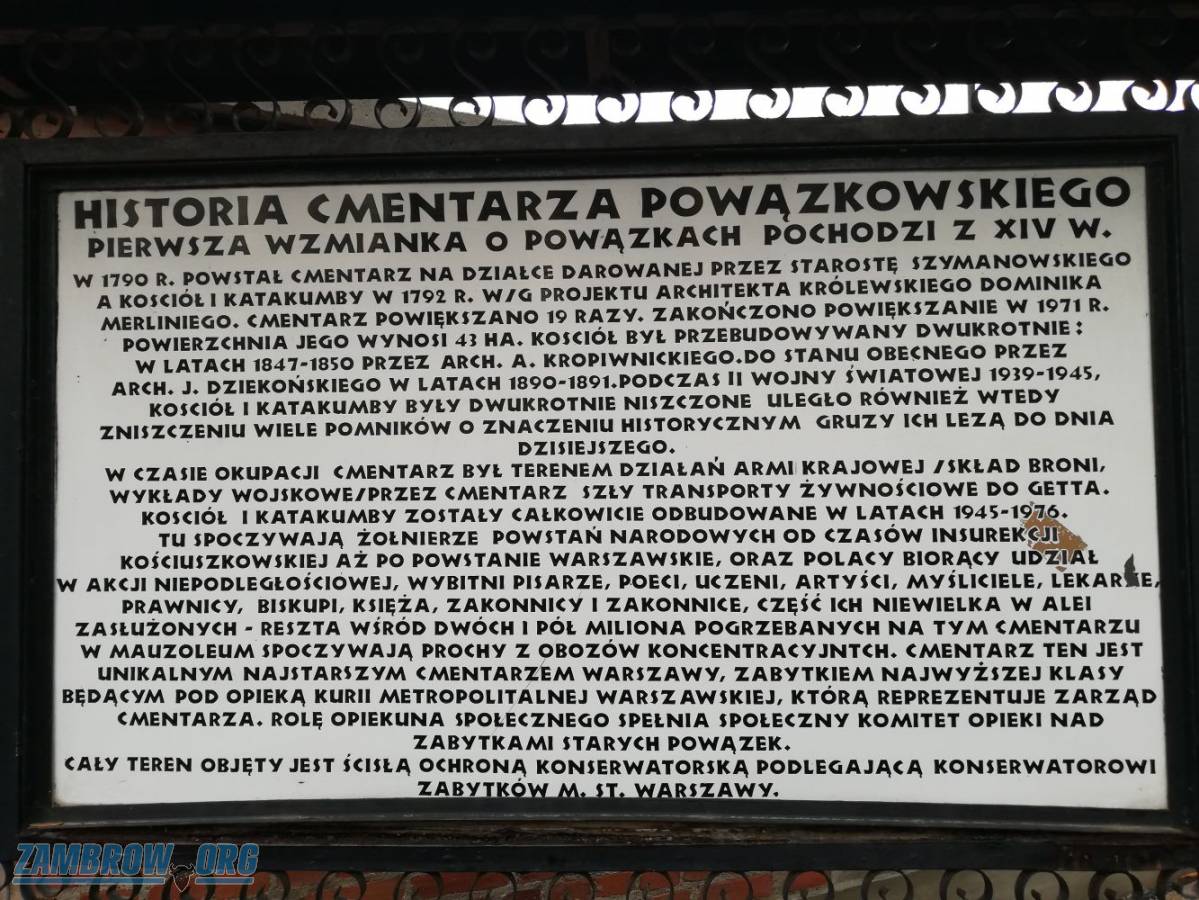 HISTORIA CMENTARZA POWĄZKOWSKIEGO
PIERWSZA WZMIANKA O POWĄZKACH POCHODZI Z XIV W.
W 1790 R. POWSTAŁ CMENTARZ NA DZIAŁCE DAROWANEJ PRZEZ STAROSTĘ SZYMANOWSKIEGO
A KOSCIÓŁ I KATAKUMBY W 1792 R. W/G PROJEKTU ARCHITEKTA KRÓLEWSKIEGO DOMINIKA
MERLINIEGO. CMENTARZ POWIĘKSZANO 19 RAZY. ZAKOŃCZONO POWIĘKSZANIE W 1971 R.
POWIERZCHNIA JEGO WYNOSI 43 HA. KOSCIÓŁ BYŁ PRZEBUDOWYWANY DWUKROTNIE:
W LATACH 1847-1850 PRZEZ ARCH. A. KROPIWNICKIEGO.DO STANU OBECNEGO PRZEZ
ARCH. J. DZIEKOŃSKIEGO W LATACH 1890-1891.PODCZAS II WOJNY ŚWIATOWEJ 1939-1945,
KOSCIÓŁ I KATAKUMBY BYŁY DWUKROTNIE NISZCZONE ULEGŁO RÓWNIEŻ WTEDY
ZNISZCZENIU WIELE POMNIKÓW O ZNACZENIU HISTORYCZNYM GRUZY ICH LEZĄ DO DNIA
DZISIEJSZEGO.
W CZASIE OKUPACJI CMENTARZ BYŁ TERENEM DZIAŁAŃ ARMI KRAJOWEJ /SKŁAD BRONI,
WYKŁADY WOJSKOWE/PRZEZ CMENTARZ SZŁY TRANSPORTY ŻYWNOŚCIOWE DO GETTA.
KOSCIÓŁ I KATAKUMBY ZOSTAŁY CAŁKOWICIE ODBUDOWANE W LATACH 1945-1976.
TU SPOCZYWAJĄ ŻOŁNIERZE POWSTAŃ NARODOWYCH OD CZASÓW INSUREKCJI
KOŚCIUSZKOWSKIEJ AŻ PO POWSTANIE WARSZAWSKIE, ORAZ POLACY BIORĄCY UDZIAŁ
W AKCJI NIEPODLEGŁOŚCIOWEJ, WYBITNI PISARZE, POECI, UCZENI, ARTYŚCI, MYŚLICIELE, LEKARZE,
PRAWNICY, BISKUPI, KSIĘŻA, ZAKONNICY I ZAKONNICE, CZĘŚĆ ICH NIEWIELKA W ALEI
ZASŁUŻONYCH - RESZTA WŚRÓD DWÓCH I PÓŁ MILIONA POGRZEBANYCH NA TYM CMENTARZU
W MAUZOLEUM SPOCZYWAJĄ PROCHY Z OBOZÓW KONCENTRACYJNTCH. CMENTARZ TEN JEST
UNIKALNYM NAJSTARSZYM CMENTARZEM WARSZAWY, ZABYTKIEM NAJWYŻSZEJ KLASY
BĘDĄCYM POD OPIEKĄ KURII METROPOLITALNEJ WARSZAWSKIEJ, KTÓRĄ REPREZENTUJE ZARZĄD
CMENTARZA. ROLĘ OPIEKUNA SPOŁECZNEGO SPEŁNIA SPOŁECZNY KOMITET OPIEKI NAD
ZABYTKAMI STARYCH POWĄZEK.
CAŁY TEREN OBJĘTY JEST ŚCISŁĄ OCHRONĄ KONSERWATORSKĄ PODLEGAJĄCĄ KONSERWATOROWI
ZABYTKÓW M. ST. WARSZAWY.
ZAMBROW.ORG